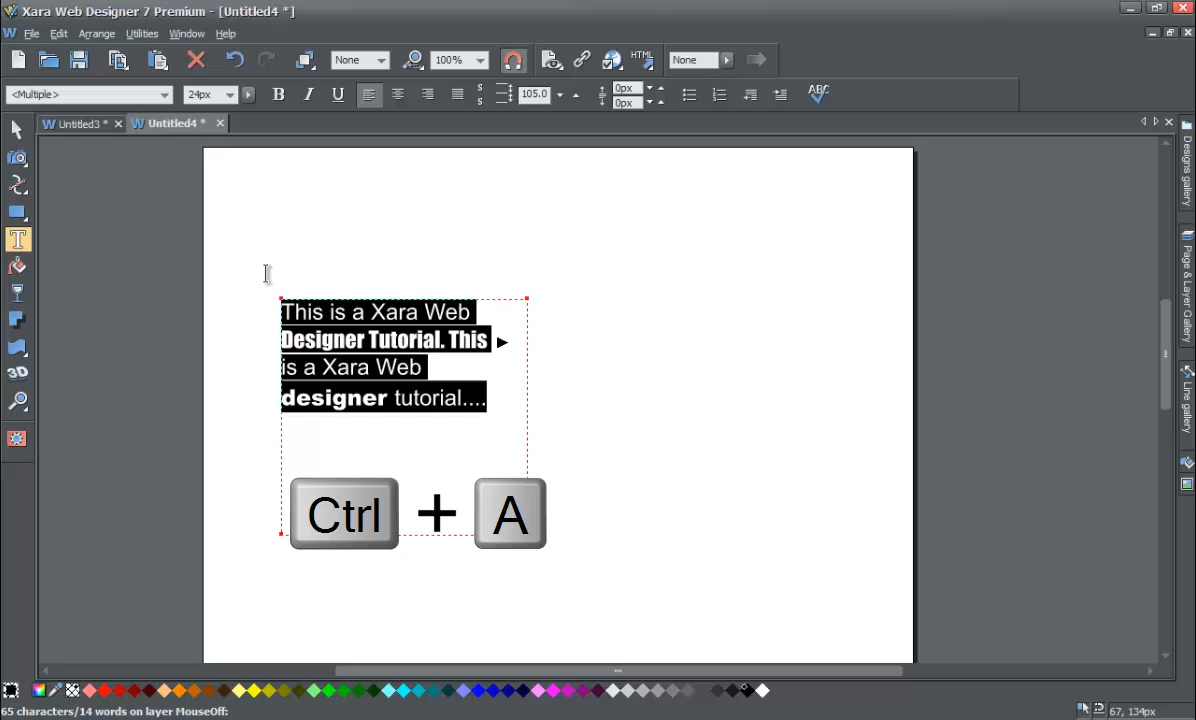 Xara Web Designer 7 Premium - [Untitled4 *]
File Edit Arrange Utilities Window Help
None 100% HTML None
<Multiple> 24px B I U 105.0 0px ABC
0px
Untitled3 * Untitled4 *
T
3D
This is a Xara Web
Designer Tutorial. This
is a Xara Web
designer tutorial....
Ctrl + A
Designs gallery
Page & Layer Gallery
Line gallery
65 characters/14 words on layer MouseOff: 67, 134px